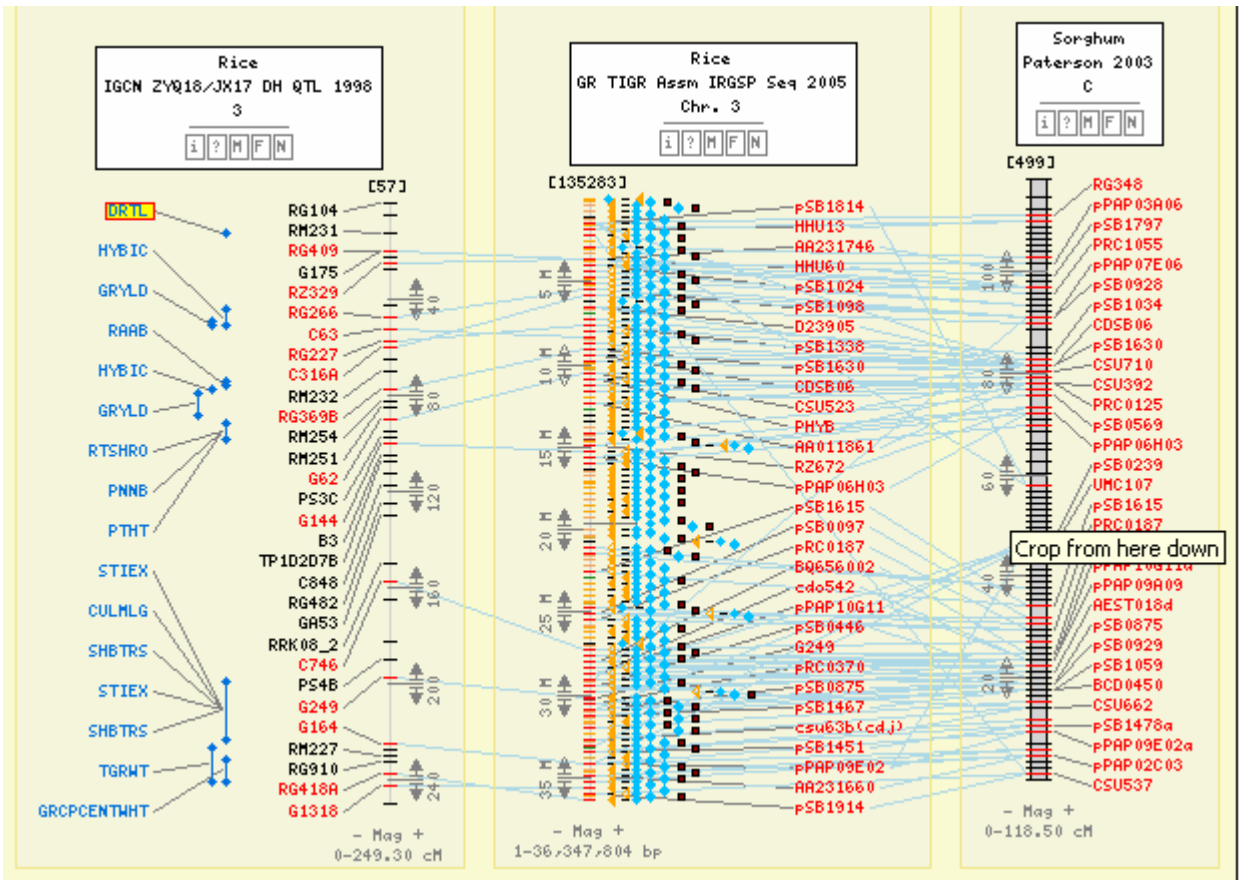 Rice
IGCN ZYQ18/JX17 DH QTL 1998
3
i ? M F N
[57]
DRTL
HYBIC
GRYLD
RAAB
HYBIC
GRYLD
RTSHRO
PNNB
PTHT
STIEX
CULMLG
SHBTRS
STIEX
SHBTRS
TGRWT
GRCPCENTWHT
RG104
RM231
RG409
G175
RZ329
RG266
C63
RG227
C316A
RM232
RG369B
RM254
RM251
G62
PS3C
G144
B3
TP1D2D7B
C848
RG482
GA53
RRK08_2
C746
PS4B
G249
G164
RM227
RG910
RG418A
G1318
40
80
120
160
200
240
- Mag +
0-249.30 cM
Rice
GR TIGR Assm IRGSP Seq 2005
Chr. 3
i ? M F N
[135283]
5 M
10 M
15 M
20 M
25 M
30 M
35 M
pSB1814
HHU13
AA231746
HHU60
pSB1024
pSB1098
D23905
pSB1338
pSB1630
CDSB06
CSU523
PHYB
AA011861
RZ672
pPAP06H03
pSB1615
pSB0097
pRC0187
BQ656002
cdo542
pPAP10G11
pSB0446
G249
pRC0370
pSB0875
pSB1467
csu63b(cdj)
pSB1451
pPAP09E02
AA231660
pSB1914
- Mag +
1-36,347,804 bp
Sorghum
Paterson 2003
C
i ? M F N
[499]
100
80
60
40
20
RG348
pPAP03A06
pSB1797
PRC1055
pPAP07E06
pSB0928
pSB1034
CDSB06
pSB1630
CSU710
CSU392
PRC0125
pSB0569
pPAP06H03
pSB0239
UMC107
pSB1615
PRC0187
Crop from here down
pPAP10G11a
pPAP09A09
AEST018d
pSB0875
pSB0929
pSB1059
BCD0450
CSU662
pSB1478a
pPAP09E02a
pPAP02C03
CSU537
- Mag +
0-118.50 cM